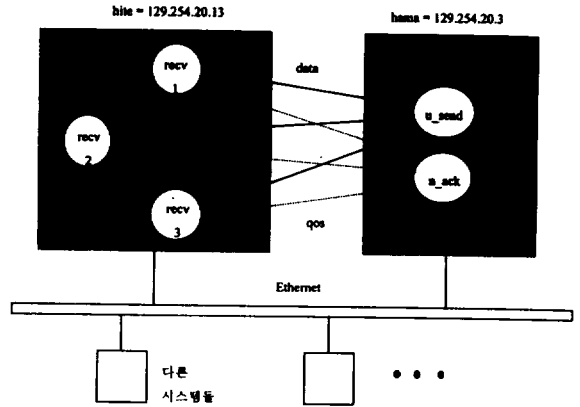 hite = 129.254.20.13
hama = 129.254.20.3
recv
1
data
u_send
recv
2
u_ack
recv
3
qos
Ethernet
다른
시스템들
• • •